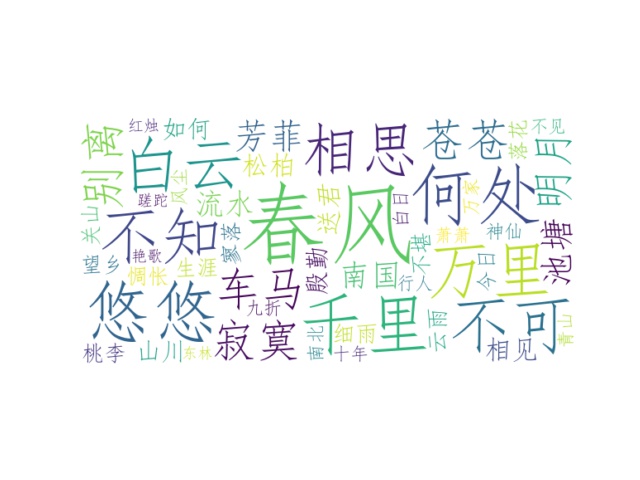 红烛
如何
芳菲
相思
苍苍
落花
不见
别离
白云
松柏
送君
白日
何处
万家
明月
蹉跎
风尘
流水
春风
关山
不知
艳歌
寥落
殷勤
不堪
萧萧
神仙
池塘
望乡
惆怅
生涯
车马
南国
行人
万里
今日
悠悠
九折
千里
不可
寂寞
南北
细雨
云雨
青山
桃李
山川
东林
十年
相见